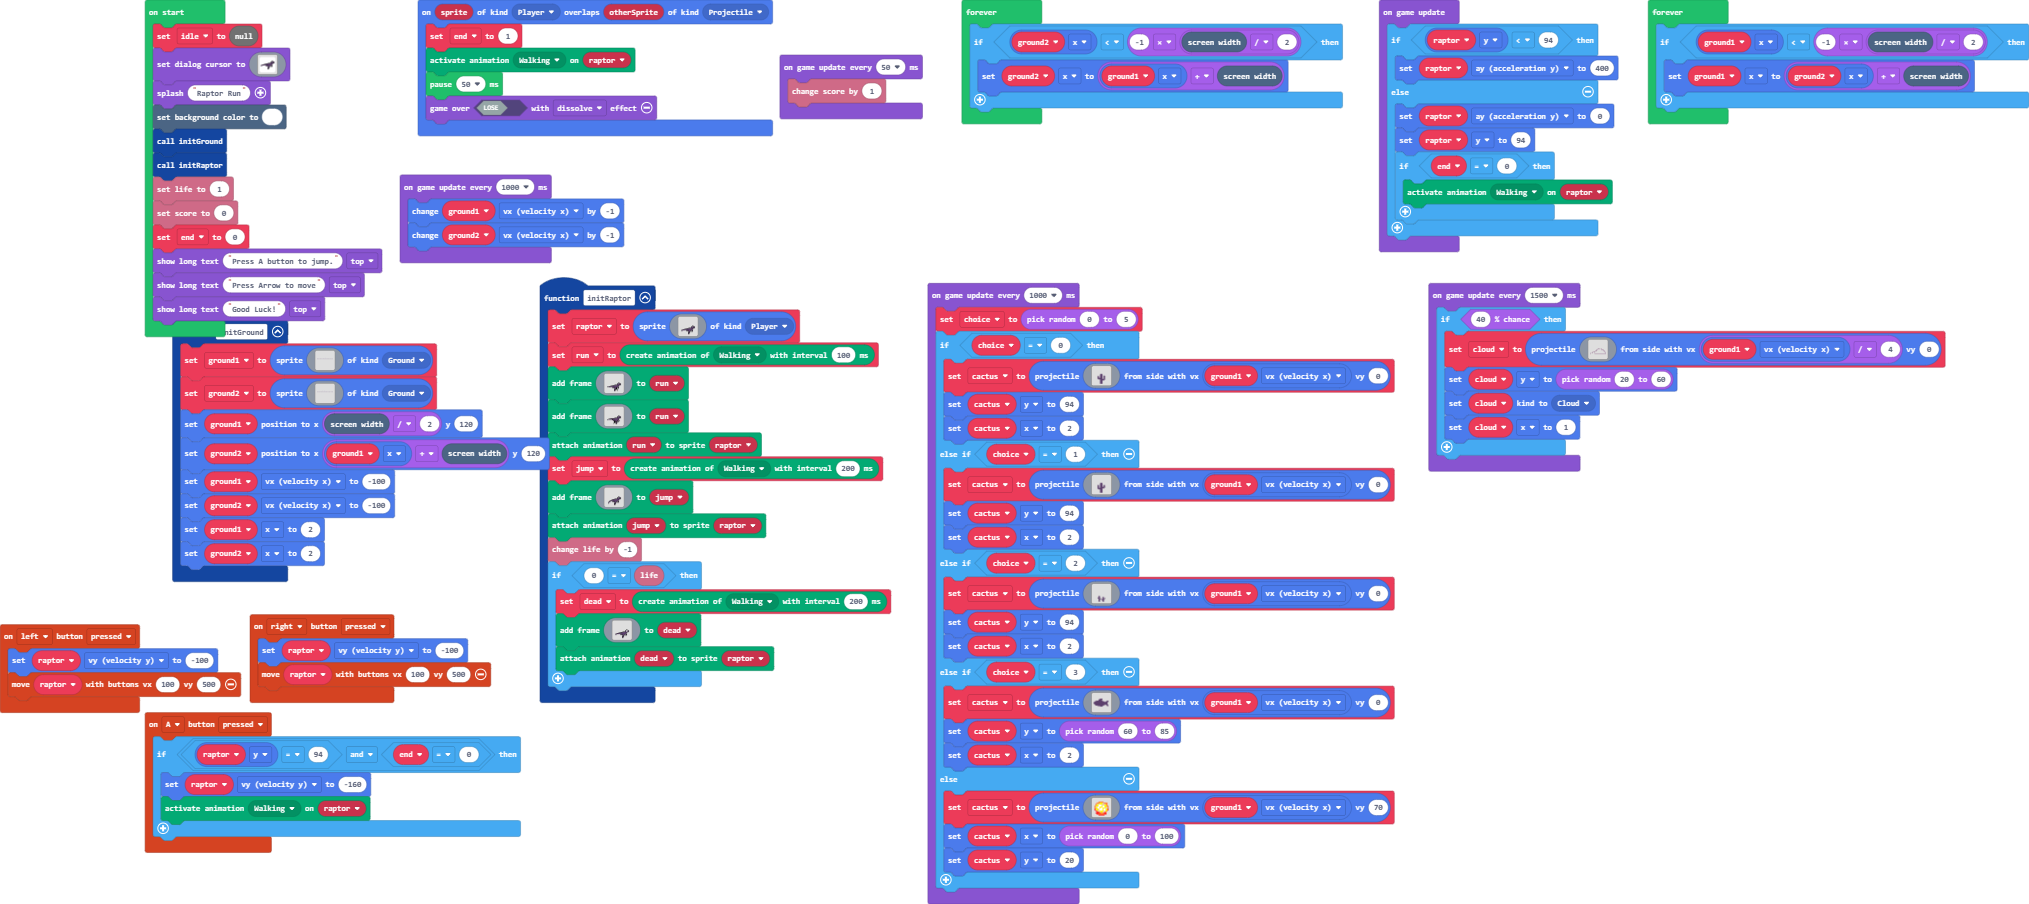 on start
set idle to null
set dialog cursor to
splash "Raptor Run"
set background color to
call initGround
call initRaptor
set life to 1
set score to 0
set end to 0
show long text "Press A button to jump." top
show long text "Press Arrow to move" top
show long text "Good Luck!" top
on sprite of kind Player overlaps otherSprite of kind Projectile
set end to 1
activate animation Walking on raptor
pause 50 ms
game over LOSE with dissolve effect
on game update every 50 ms
change score by 1
forever
if ground2 x < -1 × screen width / 2 then
set ground2 x to ground1 x + screen width
on game update
if raptor y < 94 then
set raptor ay (acceleration y) to 400
else
set raptor ay (acceleration y) to 0
set raptor y to 94
if end = 0 then
activate animation Walking on raptor
forever
if ground1 x < -1 × screen width / 2 then
set ground1 x to ground2 x + screen width
on game update every 1000 ms
change ground1 vx (velocity x) by -1
change ground2 vx (velocity x) by -1
initGround
set ground1 to sprite of kind Ground
set ground2 to sprite of kind Ground
set ground1 position to x screen width / 2 y 120
set ground2 position to x ground1 x + screen width y 120
set ground1 vx (velocity x) to -100
set ground2 vx (velocity x) to -100
set ground1 x to 2
set ground2 x to 2
function initRaptor
set raptor to sprite of kind Player
set run to create animation of Walking with interval 100 ms
add frame to run
add frame to run
attach animation run to sprite raptor
set jump to create animation of Walking with interval 200 ms
add frame to jump
attach animation jump to sprite raptor
change life by -1
if 0 = life then
set dead to create animation of Walking with interval 200 ms
add frame to dead
attach animation dead to sprite raptor
on game update every 1000 ms
set choice to pick random 0 to 5
if choice = 0 then
set cactus to projectile from side with vx ground1 vx (velocity x) vy 0
set cactus y to 94
set cactus x to 2
else if choice = 1 then
set cactus to projectile from side with vx ground1 vx (velocity x) vy 0
set cactus y to 94
set cactus x to 2
else if choice = 2 then
set cactus to projectile from side with vx ground1 vx (velocity x) vy 0
set cactus y to 94
set cactus x to 2
else if choice = 3 then
set cactus to projectile from side with vx ground1 vx (velocity x) vy 0
set cactus y to pick random 60 to 85
set cactus x to 2
else
set cactus to projectile from side with vx ground1 vx (velocity x) vy 70
set cactus x to pick random 0 to 100
set cactus y to 20
on game update every 1500 ms
if 40 % chance then
set cloud to projectile from side with vx ground1 vx (velocity x) / 4 vy 0
set cloud y to pick random 20 to 60
set cloud kind to Cloud
set cloud x to 1
on left button pressed
set raptor vy (velocity y) to -100
move raptor with buttons vx 100 vy 500
on right button pressed
set raptor vy (velocity y) to -100
move raptor with buttons vx 100 vy 500
on A button pressed
if raptor y = 94 and end = 0 then
set raptor vy (velocity y) to -160
activate animation Walking on raptor